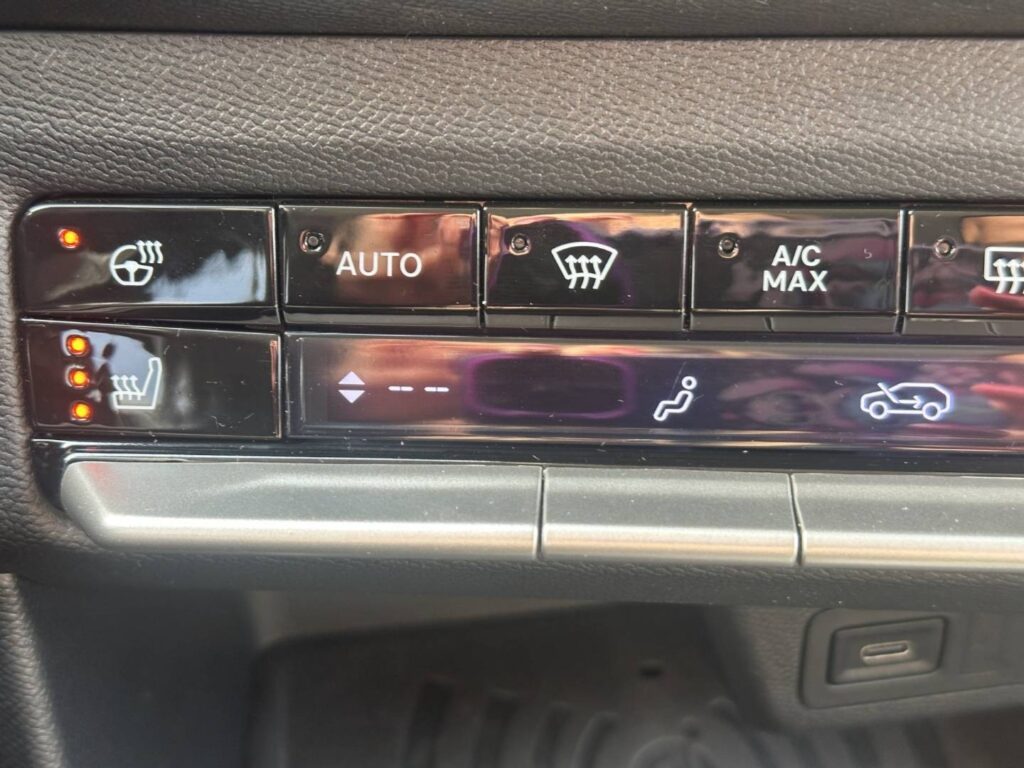 AUTO
A/C
MAX
-- --